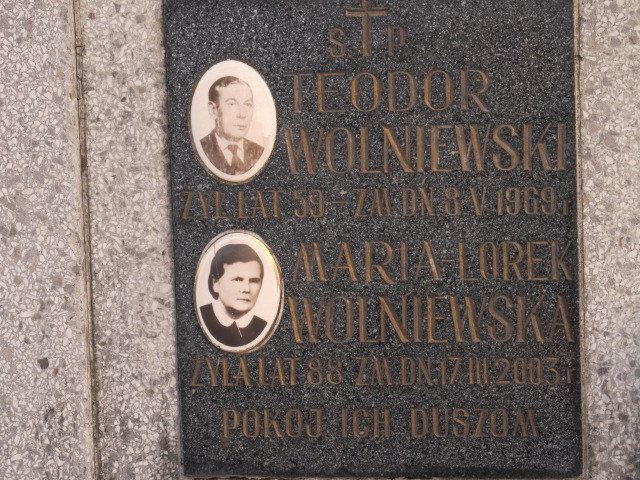 Ś P
TEODOR
WOLNIEWSKI
ŻYŁ LAT 59 – ZM. DN. 8.V.1969 r.
MARIA-LOREK
WOLNIEWSKA
ŻYŁA LAT 88 ZM. DN. 17 III 2003 r
POKÓJ ICH DUSZOM